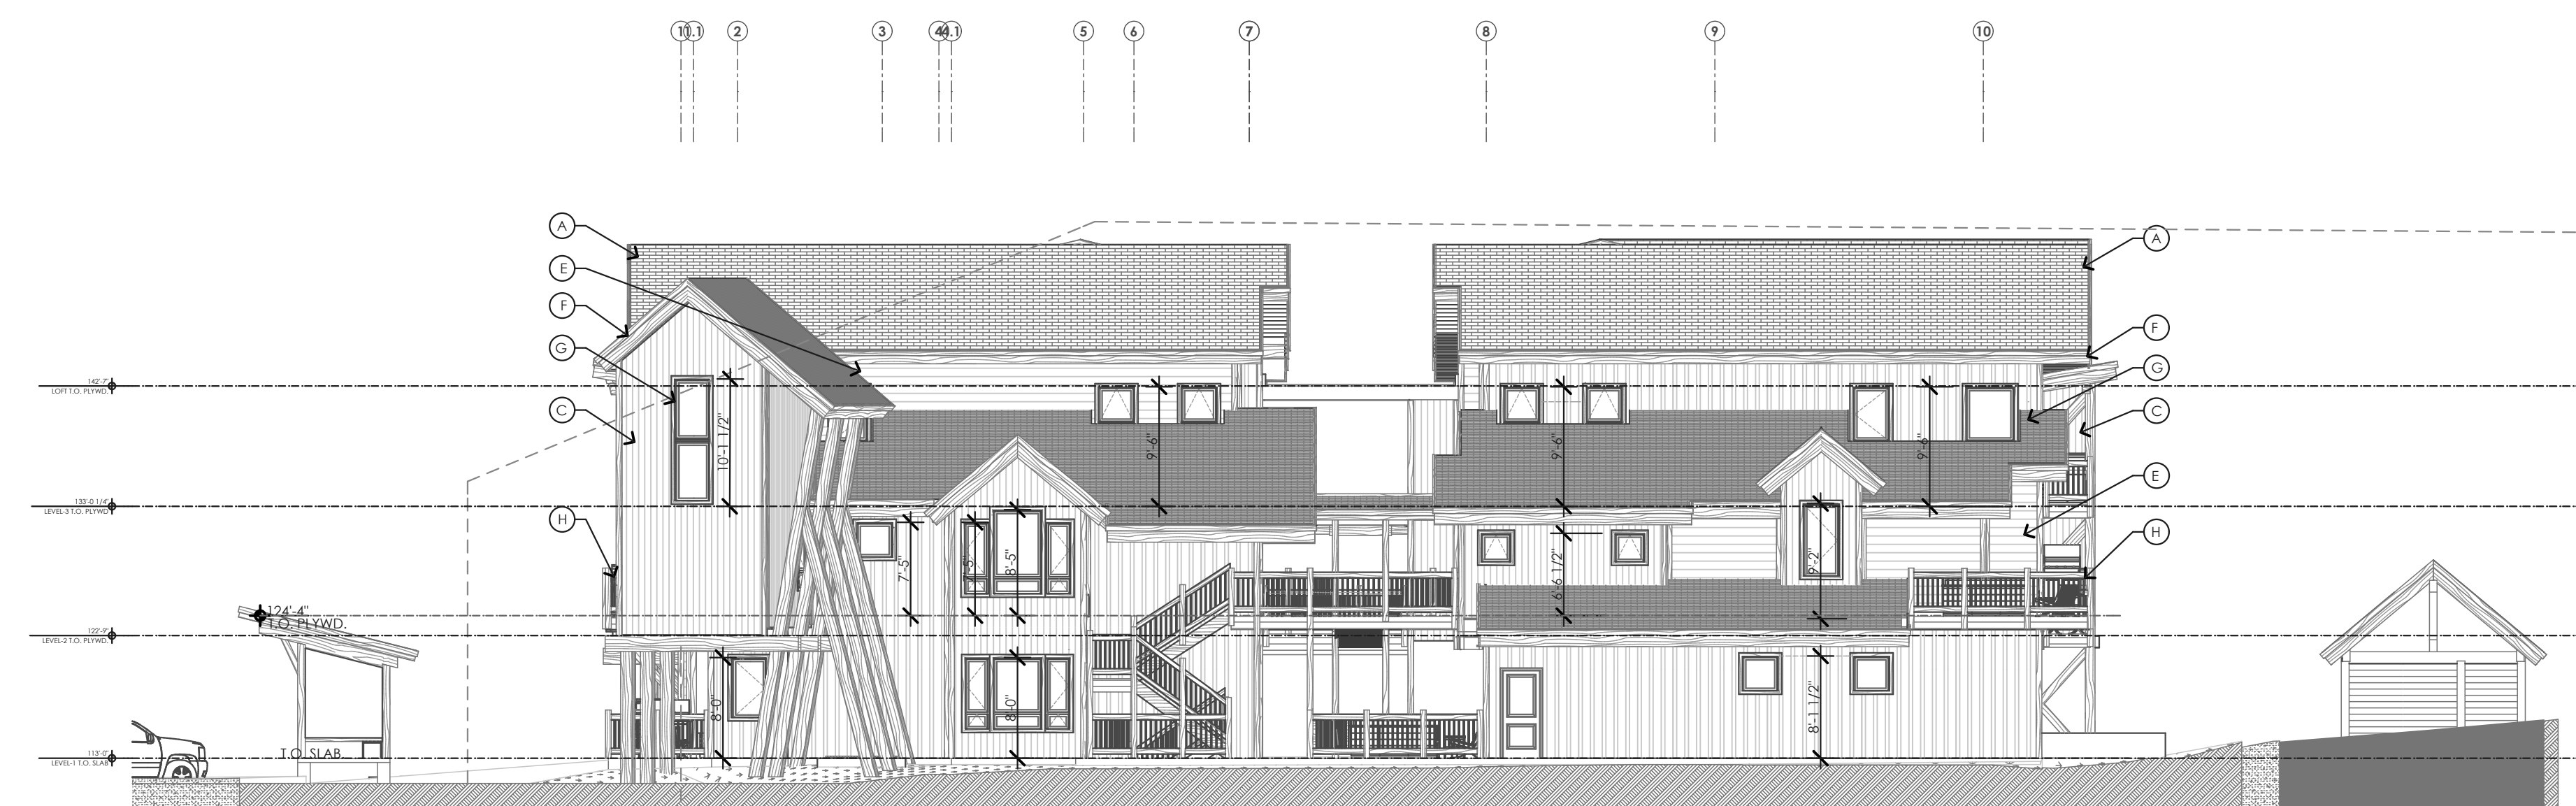 1 1.1 2 3 4 4.1 5 6 7 8 9 10
A
A
E
F
F
G
G
142'-7"
LOFT T.O. PLYWD.
C
C
10'-1 1/2"
9'-6"
9'-6"
9'-6"
E
133'-0 1/4"
LEVEL-3 T.O. PLYWD
H
H
7'-5"
7'-5"
8'-5"
6'-6 1/2"
9'-2"
124'-4"
T.O. PLYWD.
122'-9"
LEVEL-2 T.O. PLYWD.
8'-0"
8'-0"
8'-1 1/2"
T.O. SLAB
113'-0"
LEVEL-1 T.O. SLAB